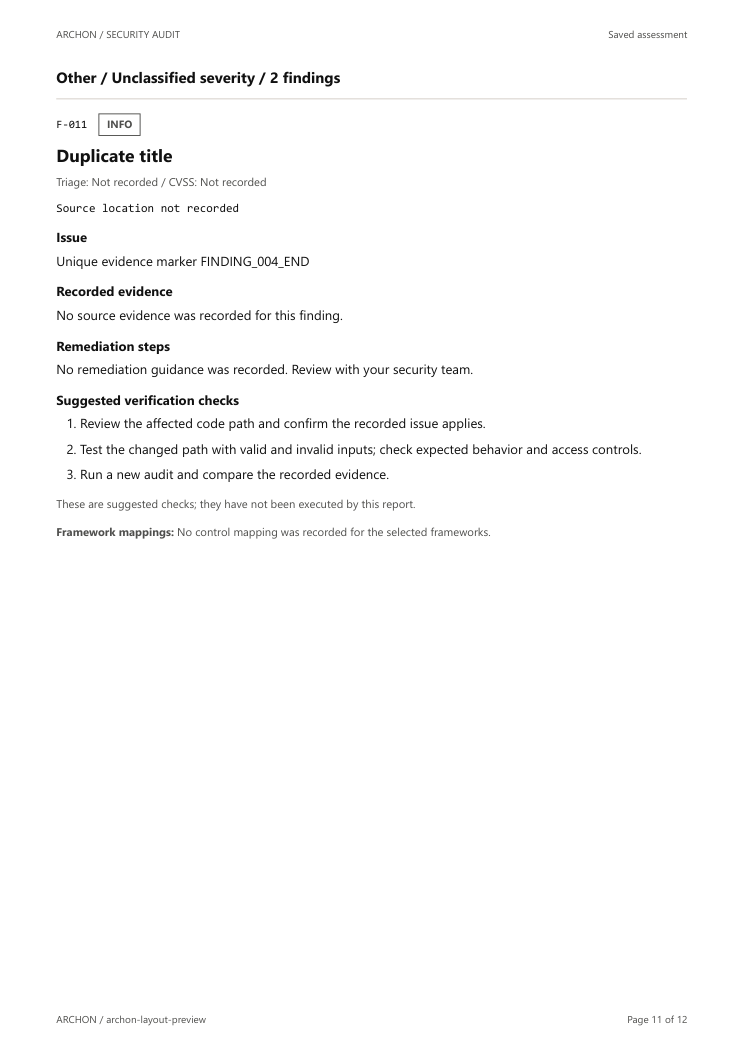 ARCHON / SECURITY AUDIT
Saved assessment
Other / Unclassified severity / 2 findings
F-011 INFO
Duplicate title
Triage: Not recorded / CVSS: Not recorded
Source location not recorded
Issue
Unique evidence marker FINDING_004_END
Recorded evidence
No source evidence was recorded for this finding.
Remediation steps
No remediation guidance was recorded. Review with your security team.
Suggested verification checks
1. Review the affected code path and confirm the recorded issue applies.
2. Test the changed path with valid and invalid inputs; check expected behavior and access controls.
3. Run a new audit and compare the recorded evidence.
These are suggested checks; they have not been executed by this report.
Framework mappings: No control mapping was recorded for the selected frameworks.
ARCHON / archon-layout-preview
Page 11 of 12